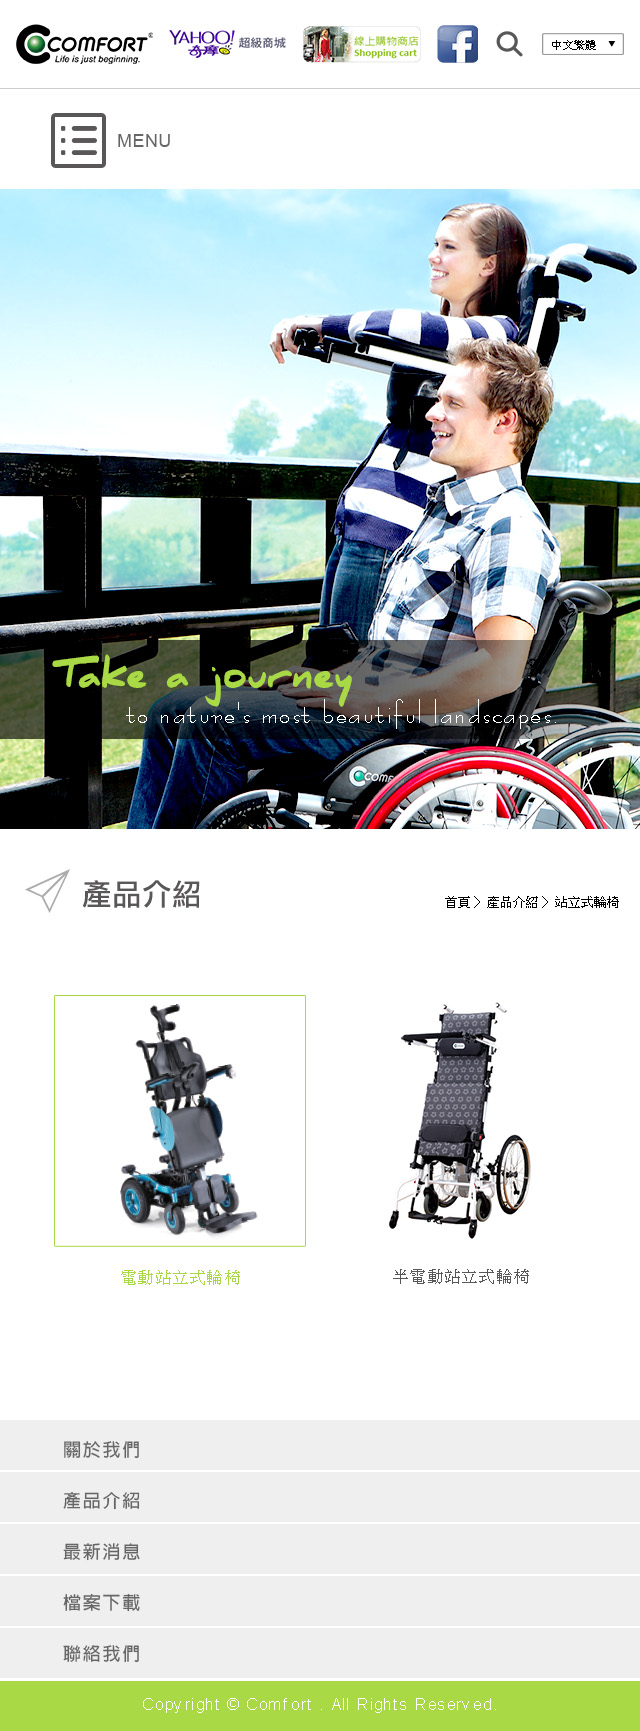 COMFORT®
Life is just beginning.
YAHOO!
奇摩
超級商城
線上購物商店
Shopping cart
f
中文繁體 ▼
MENU
Take a journey
to nature's most beautiful landscapes.
COMF
產品介紹
首頁 > 產品介紹 > 站立式輪椅
電動站立式輪椅
半電動站立式輪椅
關於我們
產品介紹
最新消息
檔案下載
聯絡我們
Copyright © Comfort . All Rights Reserved.